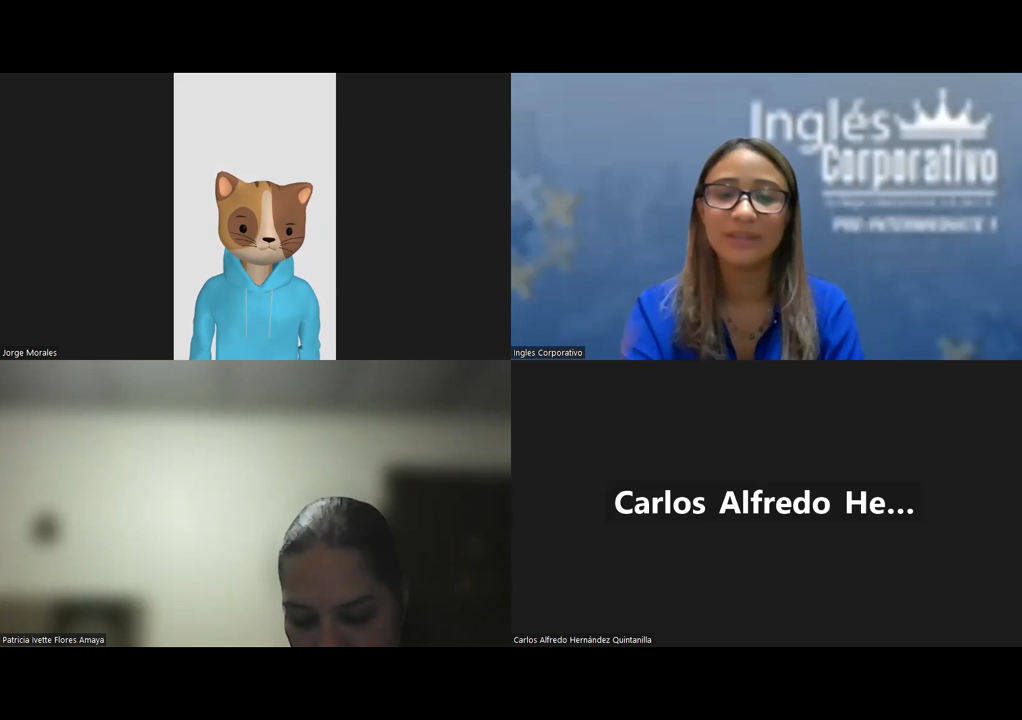 Inglés
Corporativo
PRE-INTERMEDIATE 1
Jorge Morales
Ingles Corporativo
Carlos Alfredo He...
Patricia Ivette Flores Amaya
Carlos Alfredo Hernández Quintanilla